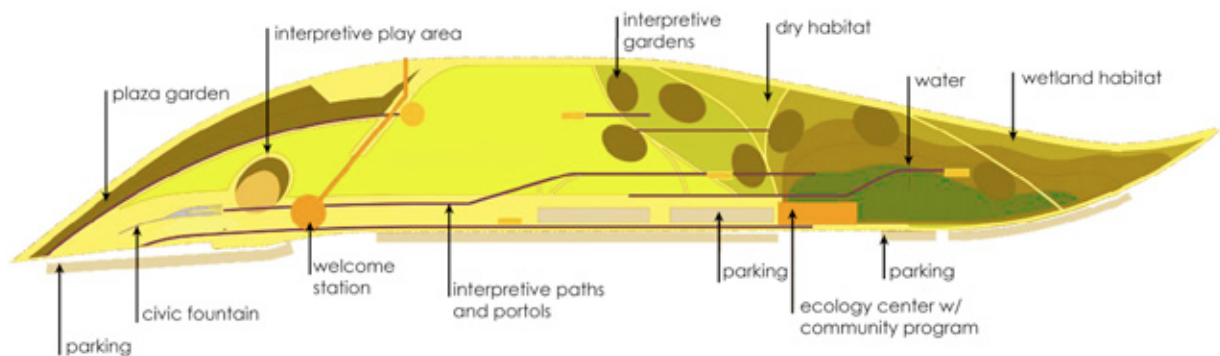 interpretive play area
interpretive
gardens
dry habitat
water
wetland habitat
plaza garden
welcome
station
parking
parking
interpretive paths
and portols
ecology center w/
community program
civic fountain
parking